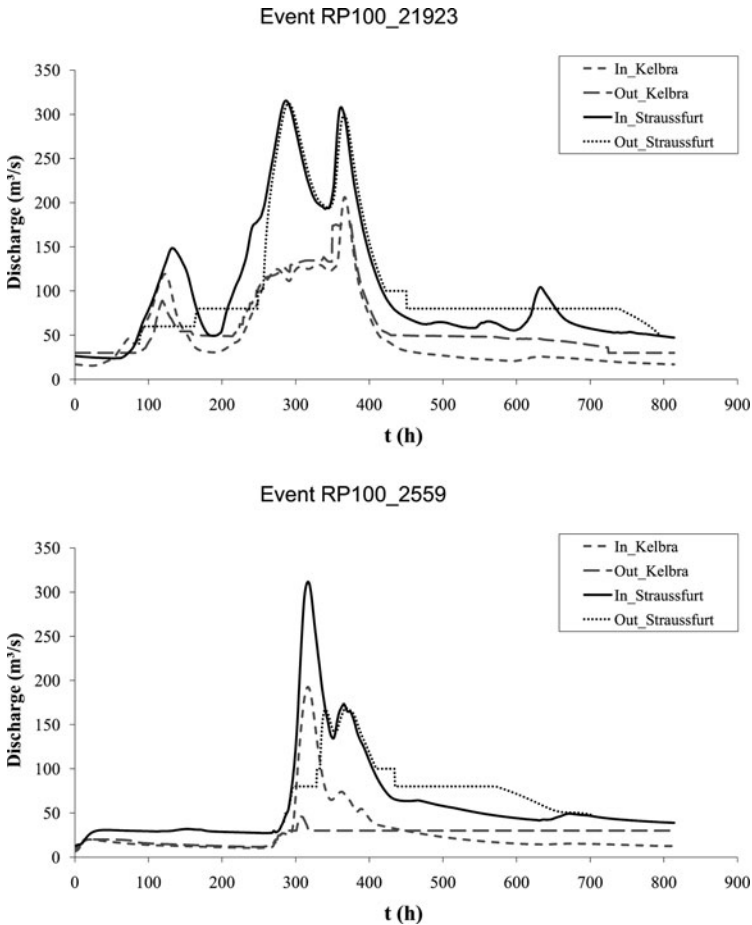 Event RP100_21923
Discharge (m³/s)
350
300
250
200
150
100
50
0
0 100 200 300 400 500 600 700 800 900
t (h)
In_Kelbra
Out_Kelbra
In_Straussfurt
Out_Straussfurt
Event RP100_2559
Discharge (m³/s)
350
300
250
200
150
100
50
0
0 100 200 300 400 500 600 700 800 900
t (h)
In_Kelbra
Out_Kelbra
In_Straussfurt
Out_Straussfurt